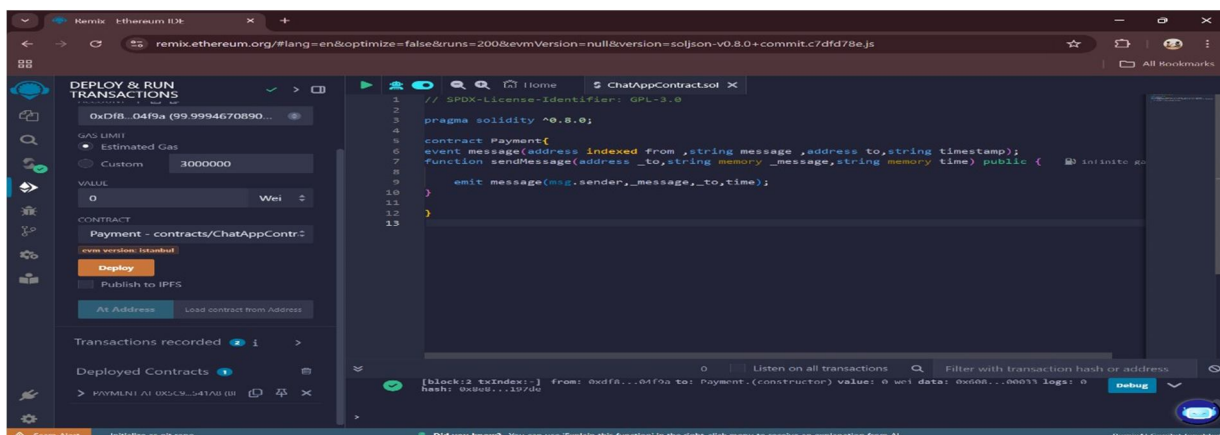 Remix - Ethereum IDE
remix.ethereum.org/#lang=en&optimize=false&runs=200&evmVersion=null&version=soljson-v0.8.0+commit.c7dfd78e.js
All Bookmarks
DEPLOY & RUN
TRANSACTIONS
0xDf8...04f9a (99.9994670890...
GAS LIMIT
Estimated Gas
Custom 3000000
VALUE
0 Wei
CONTRACT
Payment - contracts/ChatAppContr
evm version: istanbul
Deploy
Publish to IPFS
At Address Load contract from Address
Transactions recorded 2 i
Deployed Contracts 1
Home ChatAppContract.sol
1 // SPDX-License-Identifier: GPL-3.0
2
3 pragma solidity ^0.8.0;
4
5 contract Payment{
6 event message(address indexed from ,string message ,address to,string timestamp);
7 function sendMessage(address _to,string memory _message,string memory time) public { infinite ga
8
9 emit message(msg.sender,_message,_to,time);
10 }
11
12 }
13
0 Listen on all transactions Filter with transaction hash or address
[block:2 txIndex:-] from: 0xdf8...04f9a to: Payment.(constructor) value: 0 wei data: 0x608...00033 logs: 0
hash: 0x8e8...197de
Debug
>